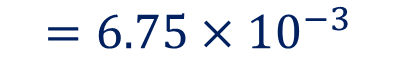 = 6.75 × 10⁻³